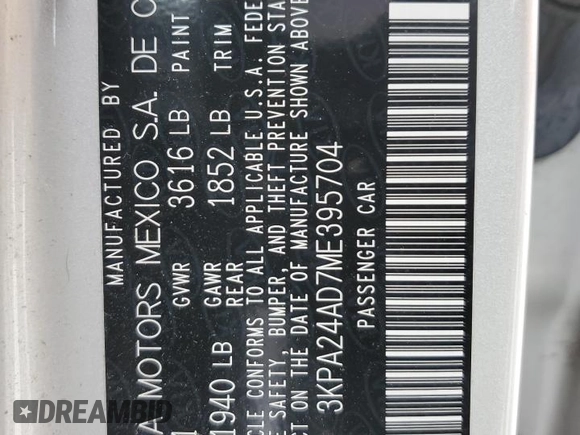 MANUFACTURED BY
A MOTORS MEXICO S.A. DE C
GVWR 3616 LB PAINT
1940 LB GAWR REAR 1852 LB TRIM
CLE CONFORMS TO ALL APPLICABLE U.S.A. FEDE
SAFETY, BUMPER, AND THEFT PREVENTION STA
CT ON THE DATE OF MANUFACTURE SHOWN ABOVE
3KPA24AD7ME395704
PASSENGER CAR
DREAMBID